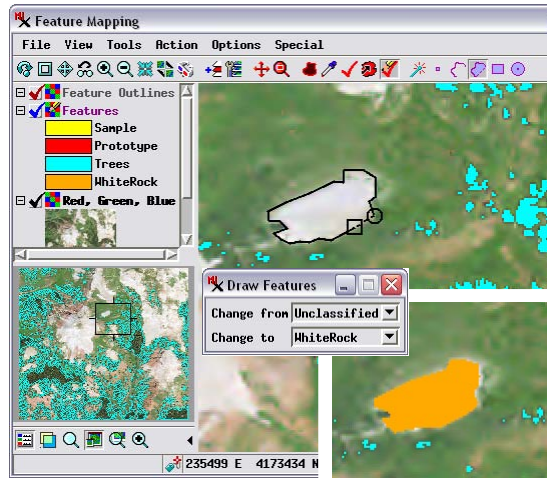 Feature Mapping
File View Tools Action Options Special
Feature Outlines
Features
Sample
Prototype
Trees
WhiteRock
Red, Green, Blue
Draw Features
Change from Unclassified
Change to WhiteRock
235499 E 4173434 N